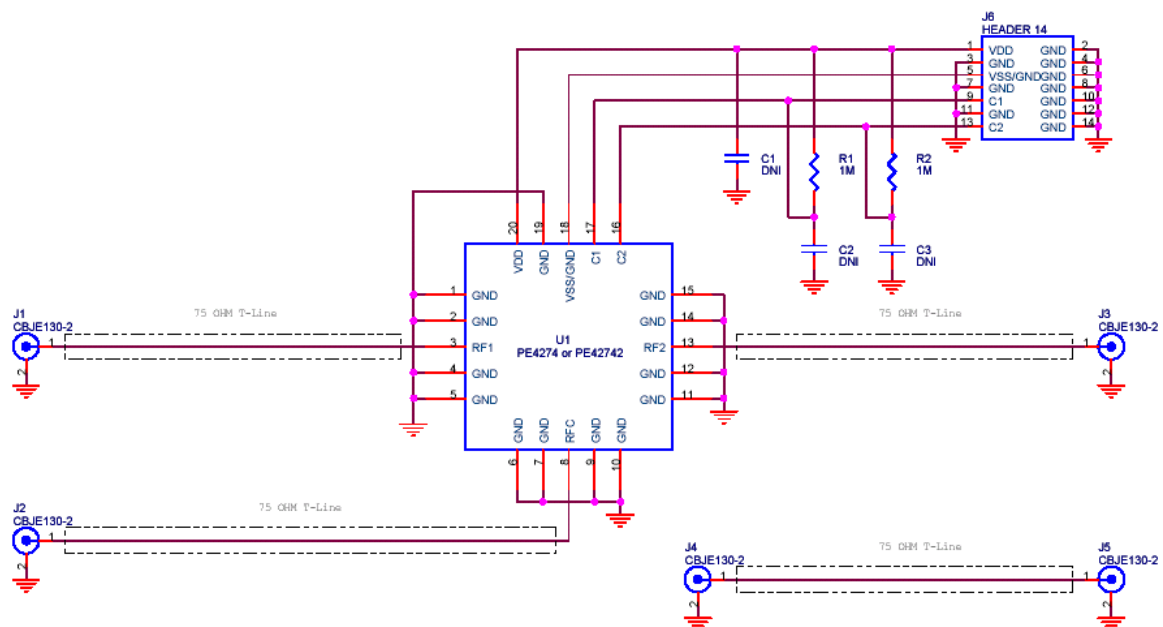 J6
HEADER 14
1 VDD GND 2
3 GND GND 4
5 VSS/GND GND 6
7 GND GND 8
9 C1 GND 10
11 GND GND 12
13 C2 GND 14
C1
DNI
R1
1M
R2
1M
C2
DNI
C3
DNI
20 19 18 17 16
VDD GND VSS/GND C1 C2
1 GND GND 15
2 GND GND 14
3 RF1 RF2 13
4 GND GND 12
5 GND GND 11
U1
PE4274 or PE42742
GND GND RFC GND GND
6 7 8 9 10
J1
CBJE130-2
1
2
75 OHM T-Line
75 OHM T-Line
J3
CBJE130-2
1
2
J2
CBJE130-2
1
2
75 OHM T-Line
J4
CBJE130-2
1
2
75 OHM T-Line
J5
CBJE130-2
1
2